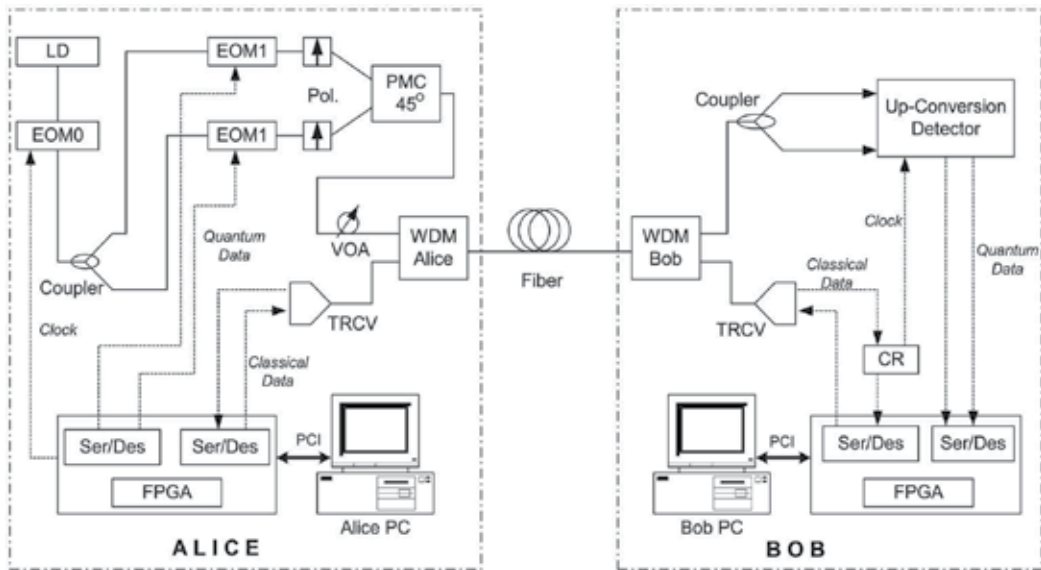 LD
EOM1
Pol.
PMC
45°
EOM0
EOM1
Quantum
Data
Coupler
VOA
WDM
Alice
TRCV
Clock
Classical
Data
Ser/Des
Ser/Des
PCI
FPGA
Alice PC
ALICE
Fiber
Coupler
Up-Conversion
Detector
Clock
WDM
Bob
Classical
Data
Quantum
Data
TRCV
CR
PCI
Ser/Des
Ser/Des
FPGA
Bob PC
BOB